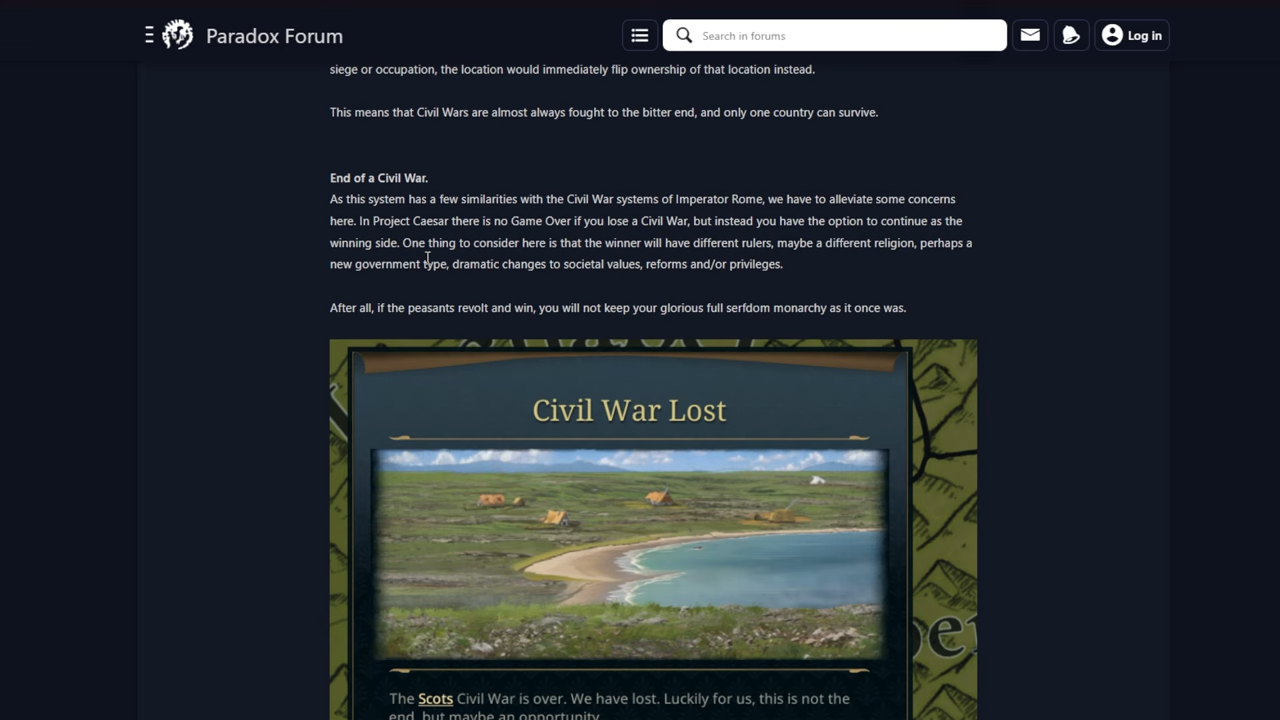 Paradox Forum
Search in forums
Log in
siege or occupation, the location would immediately flip ownership of that location instead.
This means that Civil Wars are almost always fought to the bitter end, and only one country can survive.
End of a Civil War.
As this system has a few similarities with the Civil War systems of Imperator Rome, we have to alleviate some concerns
here. In Project Caesar there is no Game Over if you lose a Civil War, but instead you have the option to continue as the
winning side. One thing to consider here is that the winner will have different rulers, maybe a different religion, perhaps a
new government type, dramatic changes to societal values, reforms and/or privileges.
After all, if the peasants revolt and win, you will not keep your glorious full serfdom monarchy as it once was.
Civil War Lost
The Scots Civil War is over. We have lost. Luckily for us, this is not the
end, but maybe an opportunity.